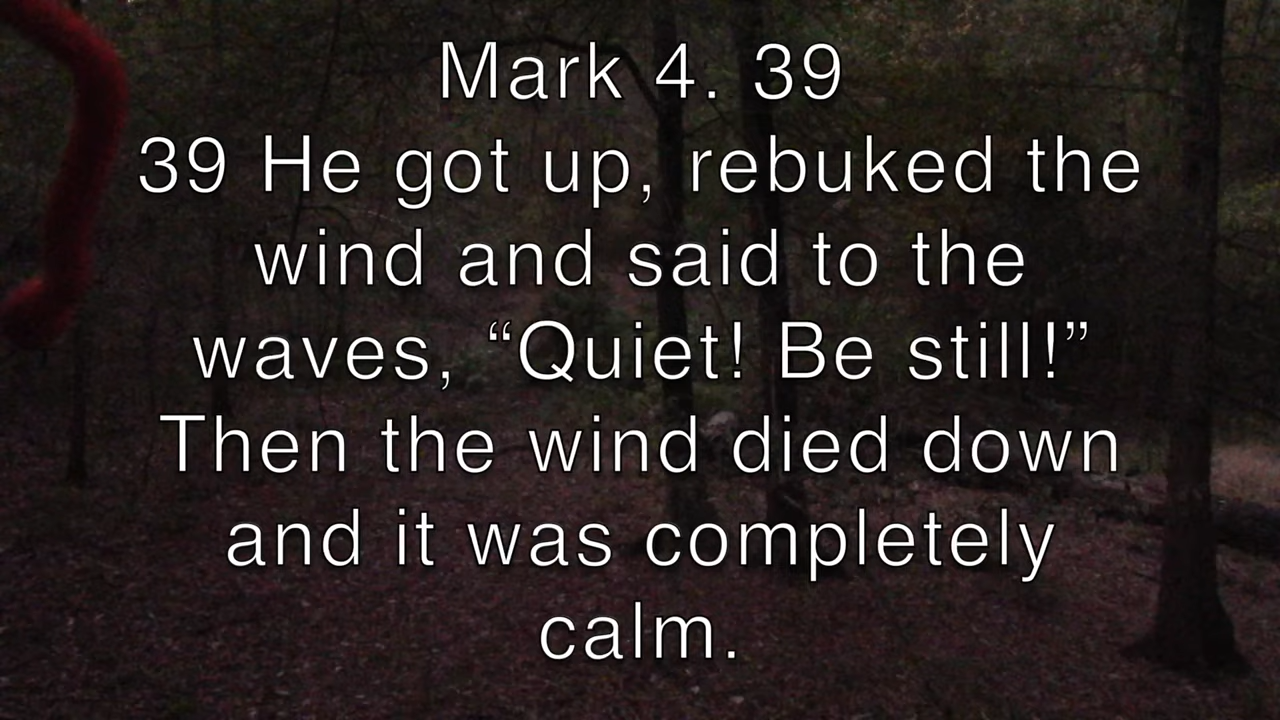 Mark 4. 39
39 He got up, rebuked the
wind and said to the
waves, “Quiet! Be still!”
Then the wind died down
and it was completely
calm.